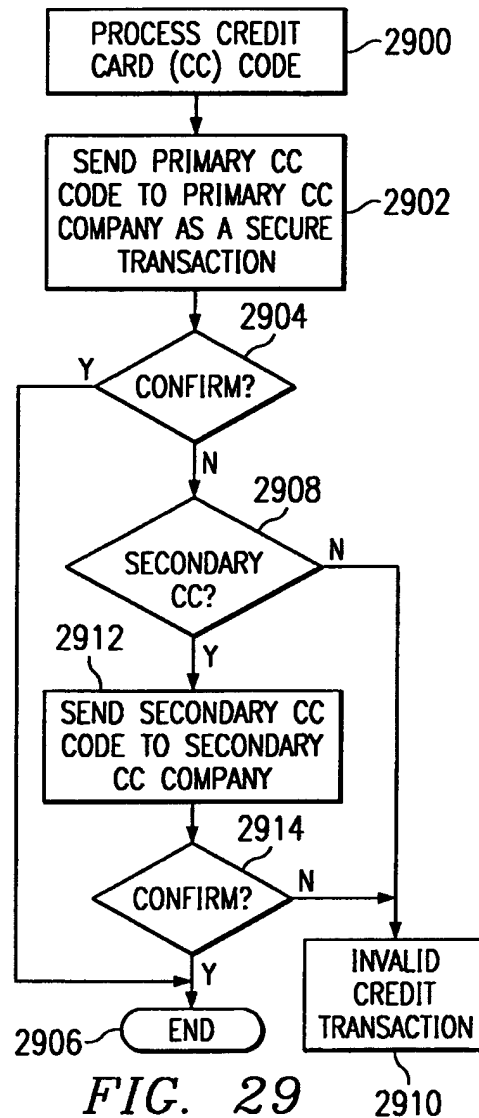 PROCESS CREDIT
CARD (CC) CODE
2900
SEND PRIMARY CC
CODE TO PRIMARY CC
COMPANY AS A SECURE
TRANSACTION
2902
2904
Y
CONFIRM?
N
2908
SECONDARY
CC?
N
2912
Y
SEND SECONDARY CC
CODE TO SECONDARY
CC COMPANY
2914
CONFIRM?
N
Y
INVALID
CREDIT
TRANSACTION
2906
END
FIG. 29
2910